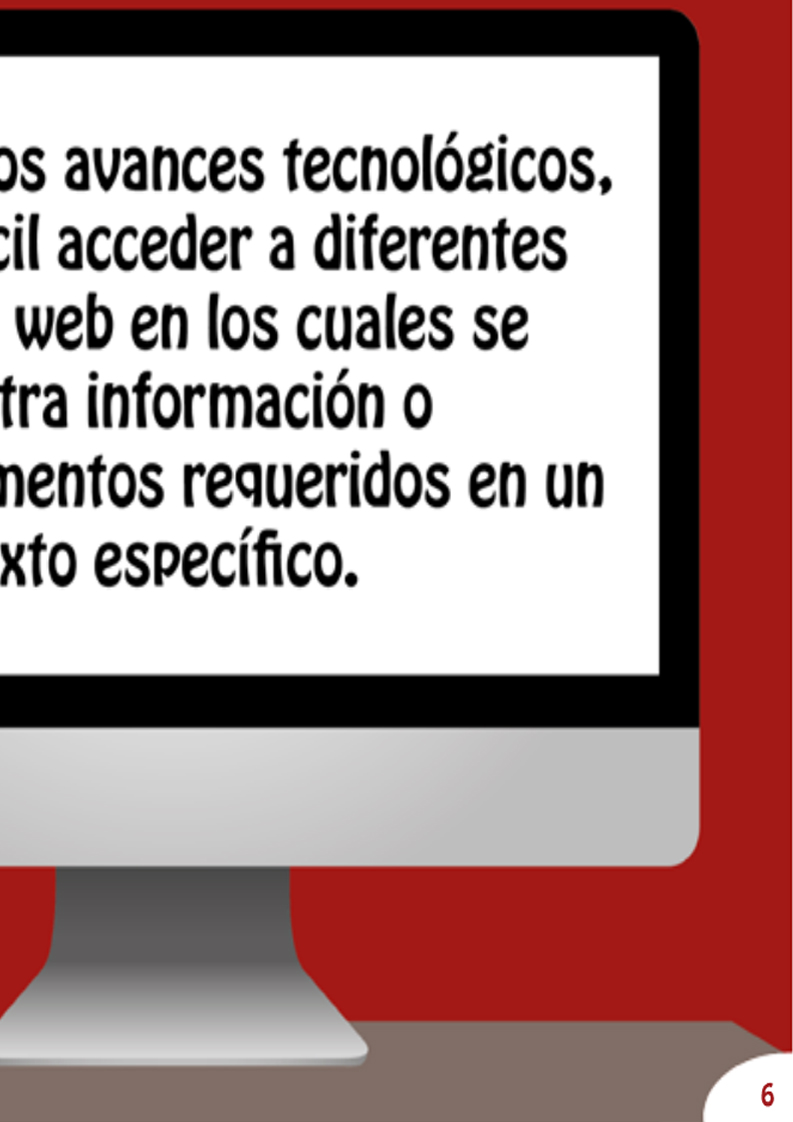 os avances tecnológicos,
cil acceder a diferentes
web en los cuales se
tra información o
mentos requeridos en un
xto específico.
6